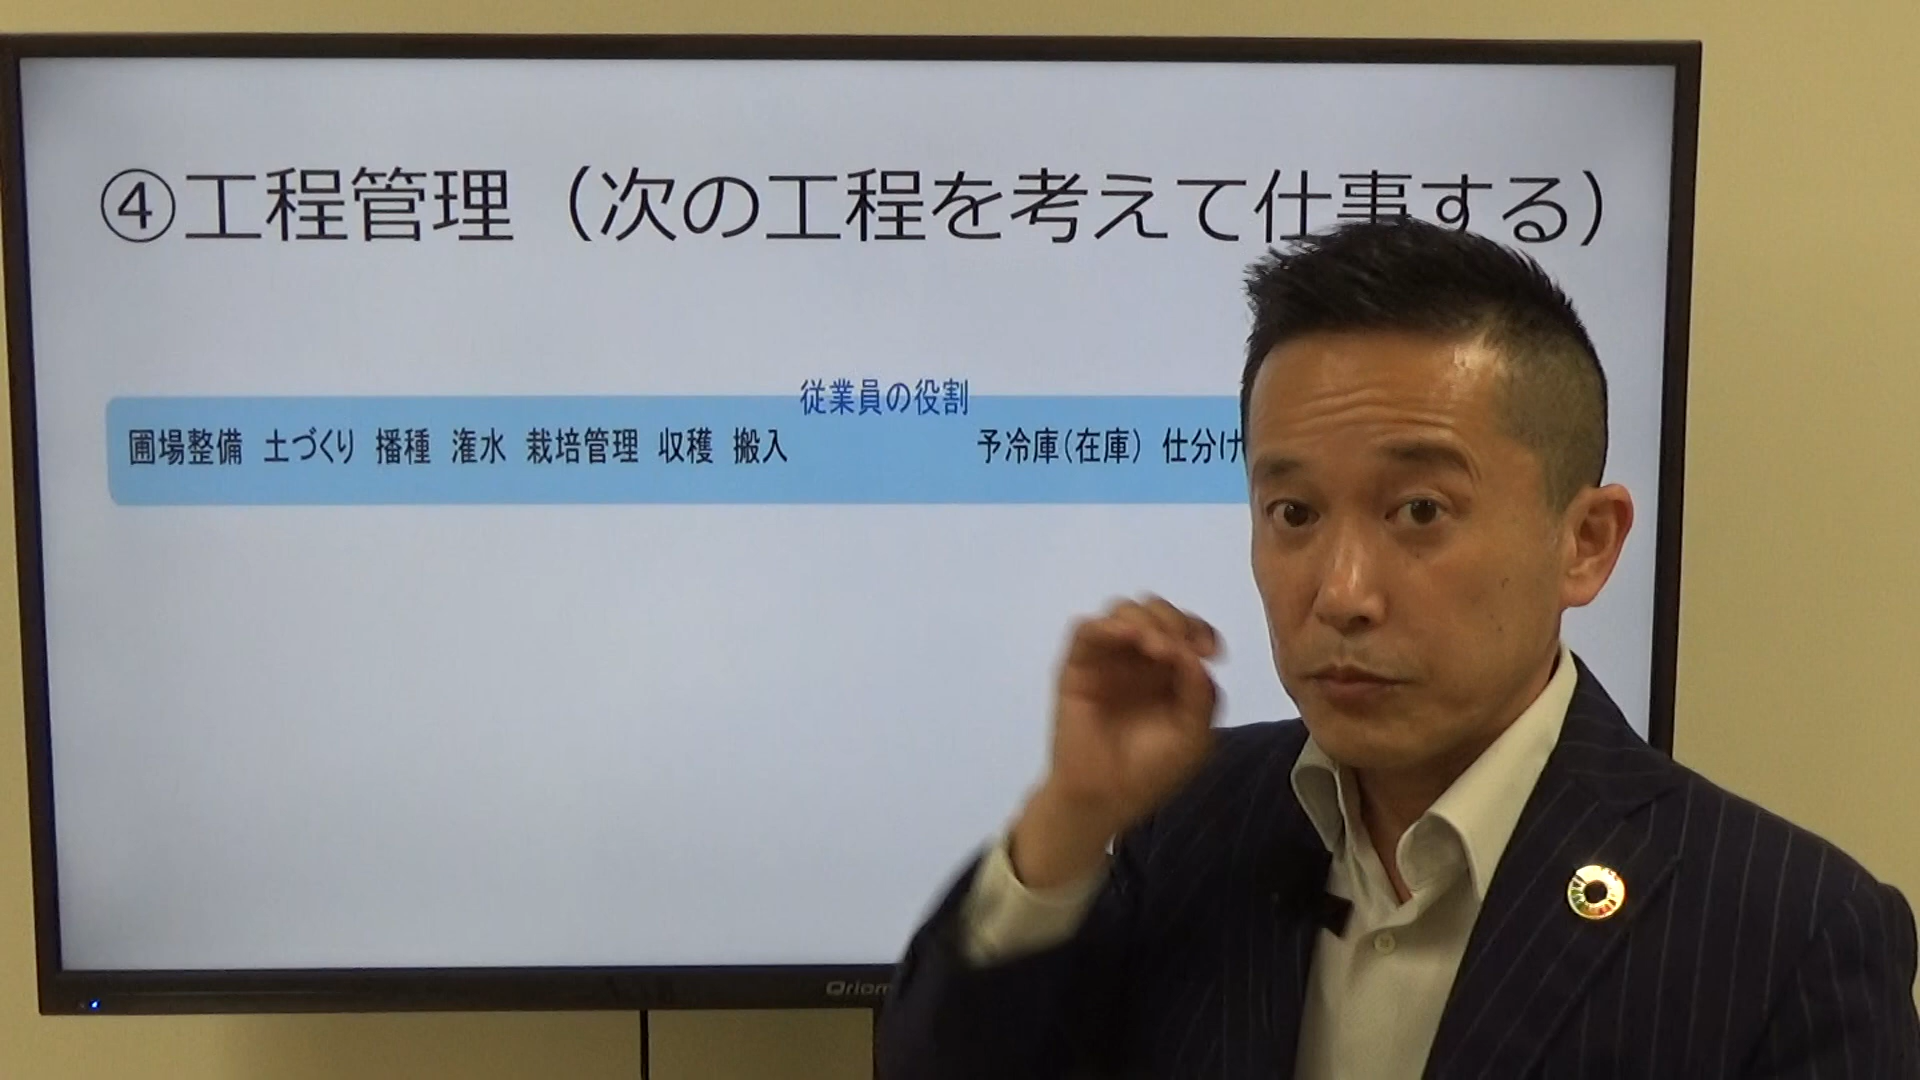 ④工程管理（次の工程を考えて仕事する）
従業員の役割
圃場整備 土づくり 播種 潅水 栽培管理 収穫 搬入 予冷庫（在庫） 仕分け